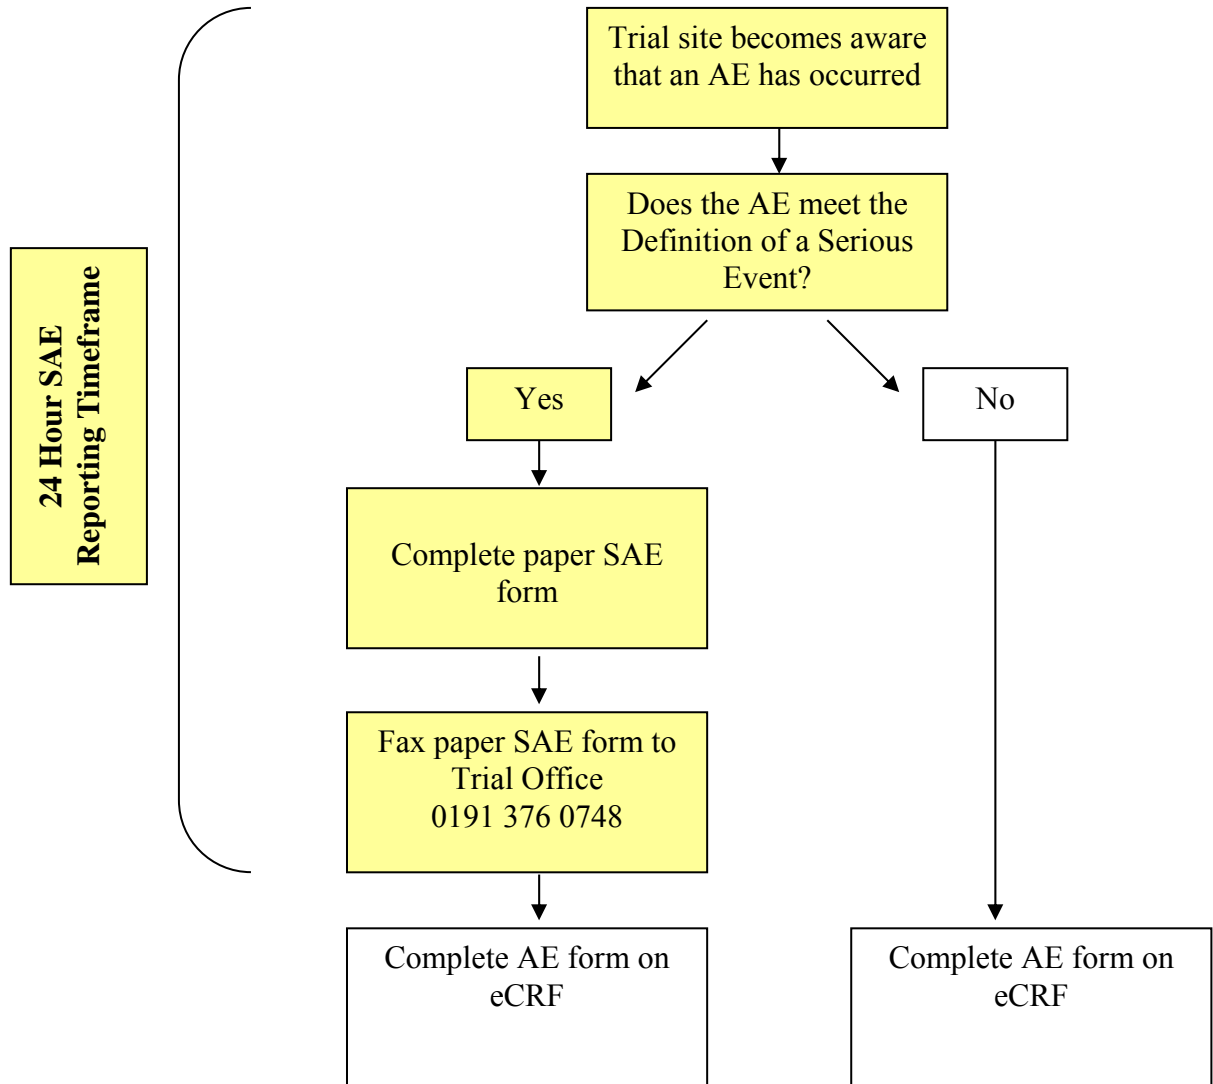 Trial site becomes aware
that an AE has occurred
Does the AE meet the
Definition of a Serious
Event?
24 Hour SAE
Reporting Timeframe
Yes
No
Complete paper SAE
form
Fax paper SAE form to
Trial Office
0191 376 0748
Complete AE form on
eCRF
Complete AE form on
eCRF